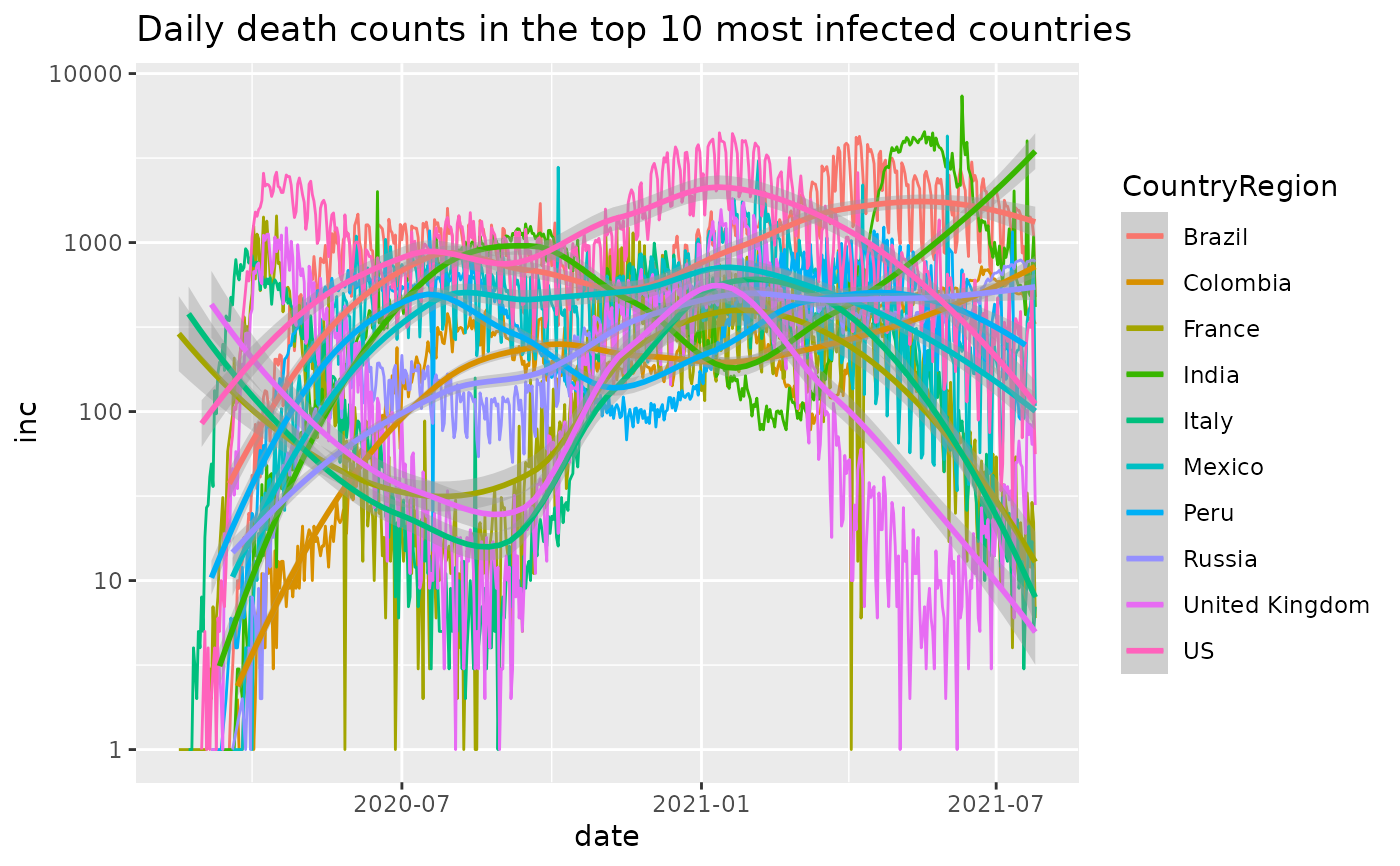 Daily death counts in the top 10 most infected countries
10000
1000
100
10
1
inc
2020-07
2021-01
2021-07
date
CountryRegion
Brazil
Colombia
France
India
Italy
Mexico
Peru
Russia
United Kingdom
US